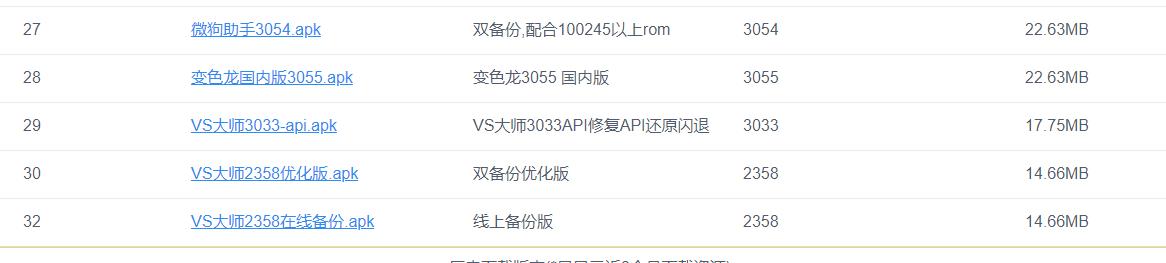 27 微狗助手3054.apk 双备份,配合100245以上rom 3054 22.63MB
28 变色龙国内版3055.apk 变色龙3055 国内版 3055 22.63MB
29 VS大师3033-api.apk VS大师3033API修复API还原闪退 3033 17.75MB
30 VS大师2358优化版.apk 双备份优化版 2358 14.66MB
32 VS大师2358在线备份.apk 线上备份版 2358 14.66MB